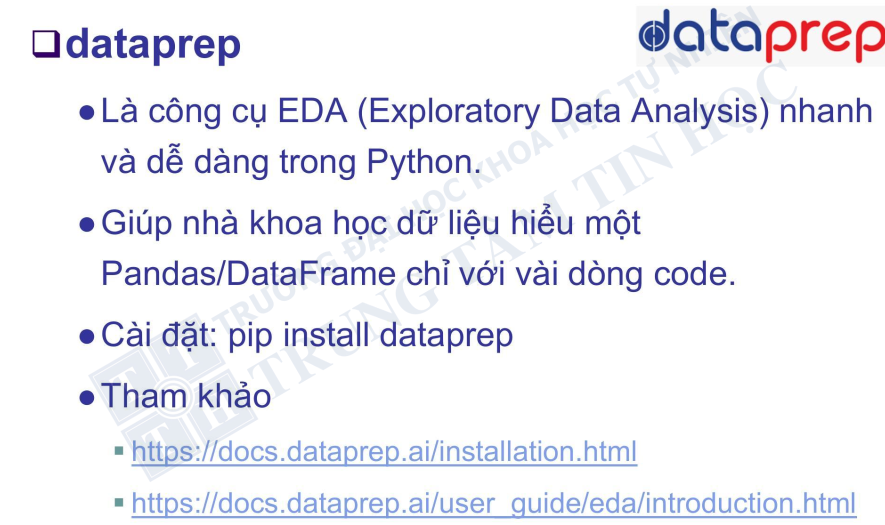 dataprep
dataprep
Là công cụ EDA (Exploratory Data Analysis) nhanh
và dễ dàng trong Python.
Giúp nhà khoa học dữ liệu hiểu một
Pandas/DataFrame chỉ với vài dòng code.
Cài đặt: pip install dataprep
Tham khảo
https://docs.dataprep.ai/installation.html
https://docs.dataprep.ai/user_guide/eda/introduction.html
TRƯỜNG ĐẠI HỌC KHOA HỌC TỰ NHIÊN
TRUNG TÂM TIN HỌC